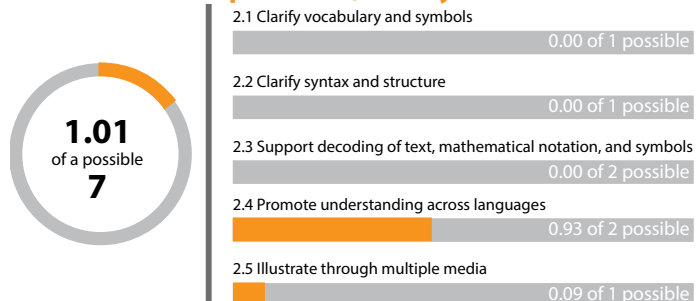 1.01
of a possible
7
2.1 Clarify vocabulary and symbols
0.00 of 1 possible
2.2 Clarify syntax and structure
0.00 of 1 possible
2.3 Support decoding of text, mathematical notation, and symbols
0.00 of 2 possible
2.4 Promote understanding across languages
0.93 of 2 possible
2.5 Illustrate through multiple media
0.09 of 1 possible